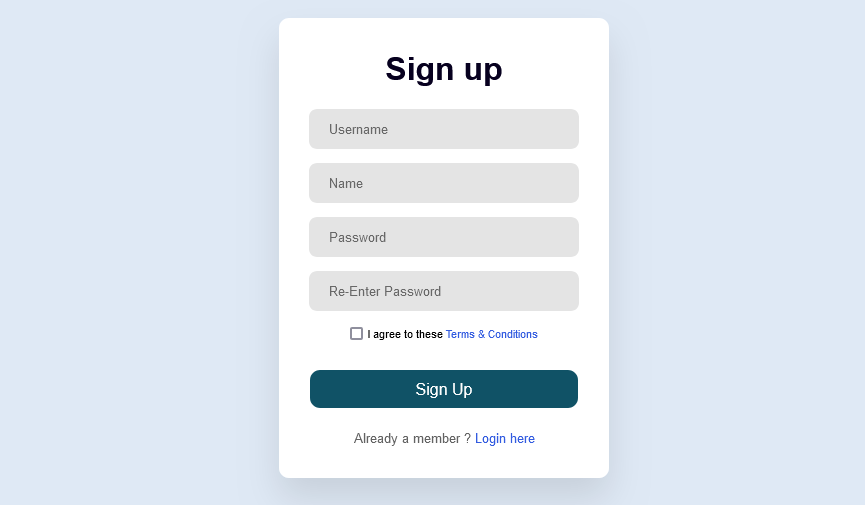 Sign up
Username
Name
Password
Re-Enter Password
I agree to these Terms & Conditions
Sign Up
Already a member ? Login here